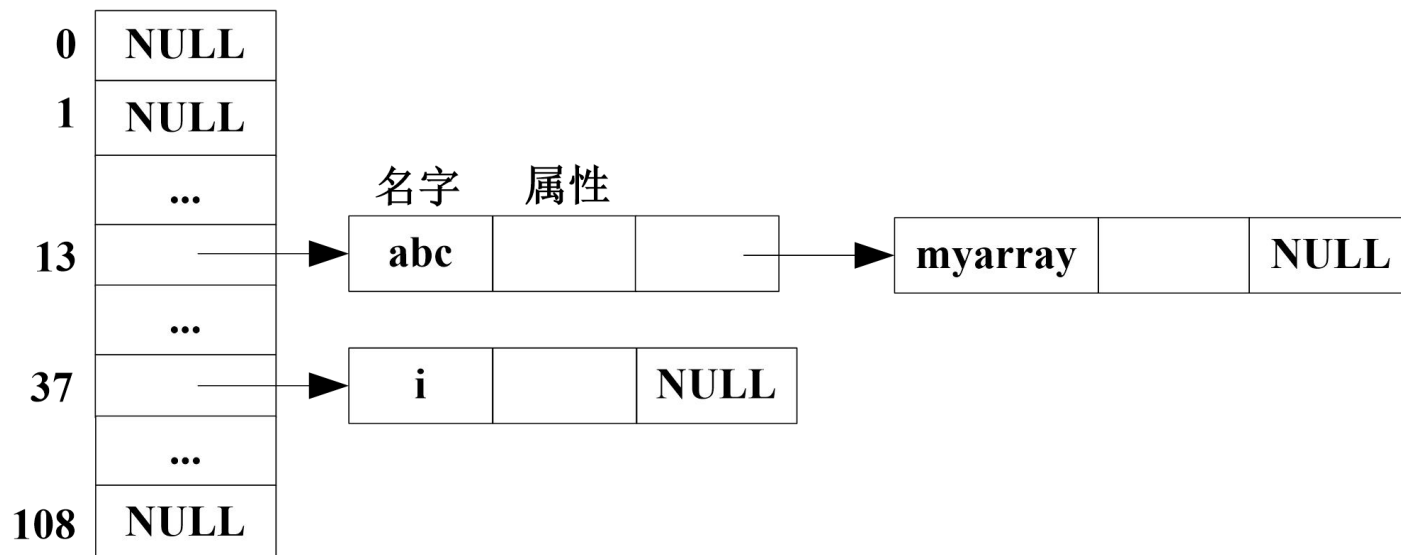 0 NULL
1 NULL
...
名字 属性
13 abc myarray NULL
...
37 i NULL
...
108 NULL